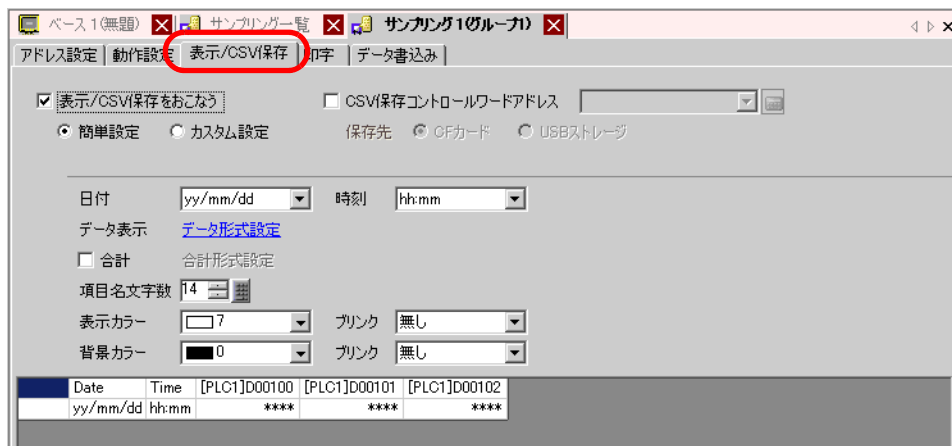 ベース1(無題) サンプリング一覧 サンプリング1(グループ1)
アドレス設定 動作設定 表示/CSV保存 印字 データ書込み
表示/CSV保存をおこなう CSV保存コントロールワードアドレス
簡単設定 カスタム設定 保存先 CFカード USBストレージ
日付 yy/mm/dd 時刻 hh:mm
データ表示 データ形式設定
合計 合計形式設定
項目名文字数 14
表示カラー 7 ブリンク 無し
背景カラー 0 ブリンク 無し
Date Time [PLC1]D00100 [PLC1]D00101 [PLC1]D00102
yy/mm/dd hh:mm **** **** ****